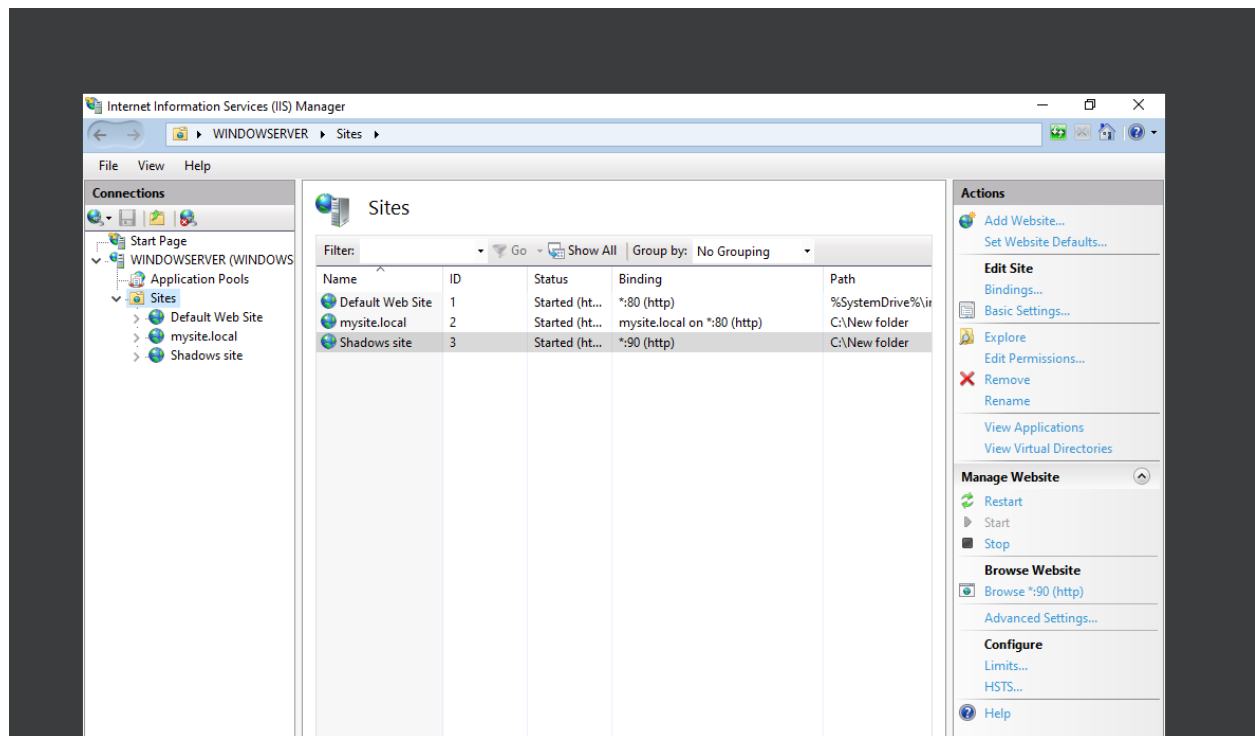 Internet Information Services (IIS) Manager
WINDOWSERVER Sites
File View Help
Connections
Start Page
WINDOWSERVER (WINDOWS
Application Pools
Sites
Default Web Site
mysite.local
Shadows site
Sites
Filter: Go Show All Group by: No Grouping
Name ID Status Binding Path
Default Web Site 1 Started (ht... *:80 (http) %SystemDrive%\in
mysite.local 2 Started (ht... mysite.local on *:80 (http) C:\New folder
Shadows site 3 Started (ht... *:90 (http) C:\New folder
Actions
Add Website...
Set Website Defaults...
Edit Site
Bindings...
Basic Settings...
Explore
Edit Permissions...
Remove
Rename
View Applications
View Virtual Directories
Manage Website
Restart
Start
Stop
Browse Website
Browse *:90 (http)
Advanced Settings...
Configure
Limits...
HSTS...
Help